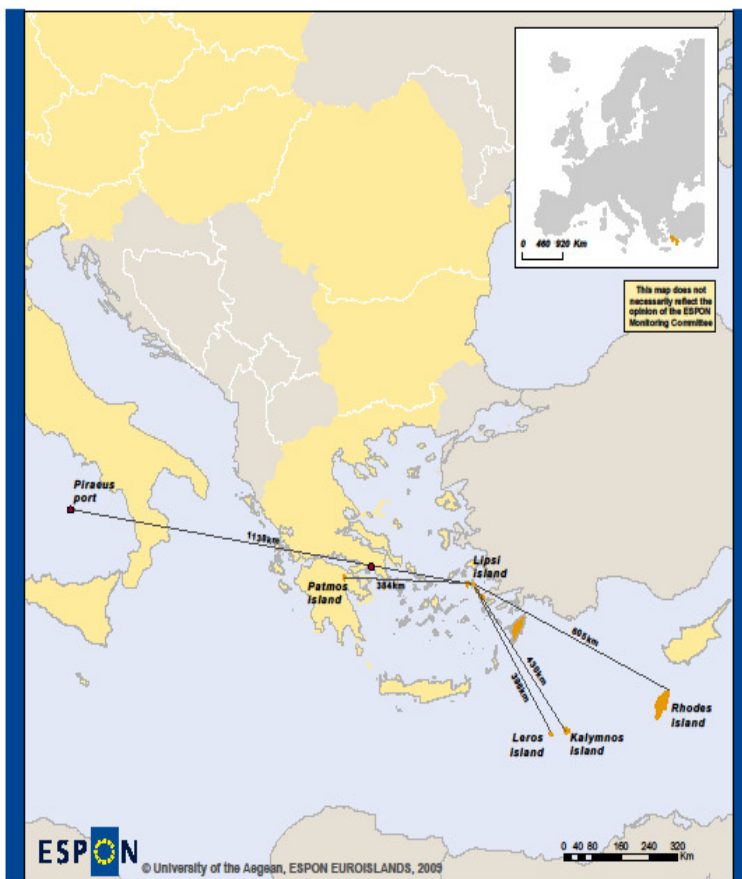 0 460 920 Km
This map does not
necessarily reflect the
opinion of the ESPON
Monitoring Committee
Piraeus
port
1138km
Lipsi
island
Patmos
island
384km
605km
430km
396km
Rhodes
island
Leros
island
Kalymnos
island
ESPON
© University of the Aegean, ESPON EUROISLANDS, 2009
0 40 80 160 240 320
Km